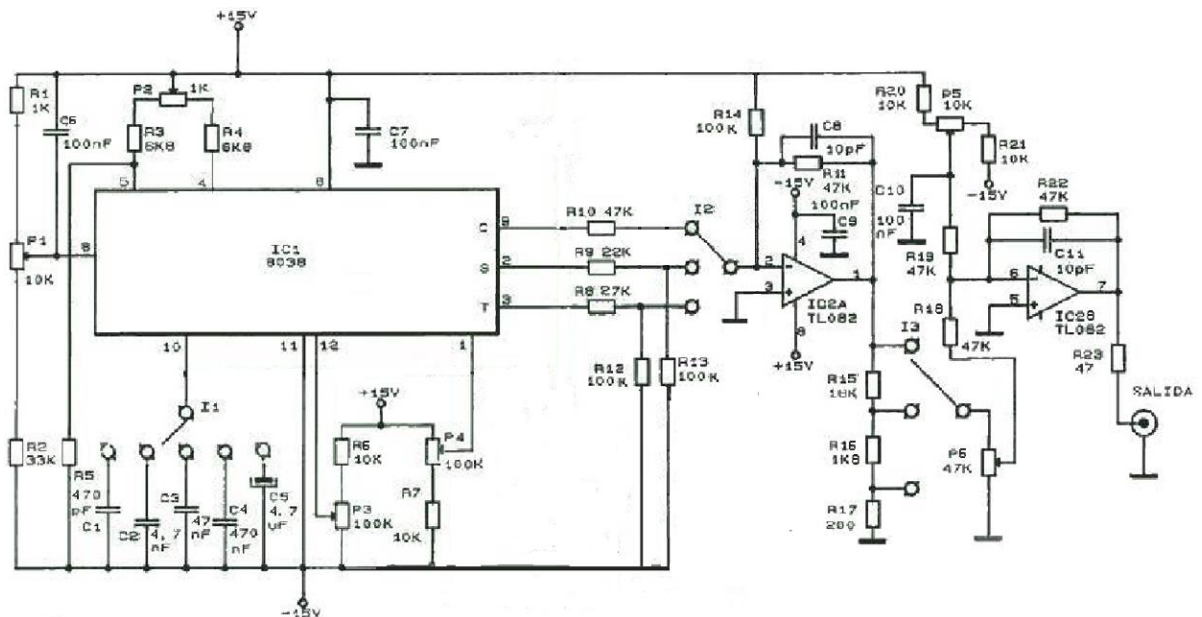 +15V
R1
1K
C6
100nF
P2
1K
R3
6K8
R4
6K8
C7
100nF
5
4
6
IC1
8038
8
P1
10K
C
9
S
2
T
3
10
11
12
1
R10 47K
R9 22K
R8 27K
I2
R12
100K
R13
100K
R14
100K
C8
10pF
R11
47K
-15V
100nF
C9
4
2
3
1
8
IC2A
TL082
+15V
R20
10K
P5
10K
R21
10K
-15V
C10
100
nF
R19
47K
R22
47K
C11
10pF
6
5
7
IC2B
TL082
R18
47K
I3
R15
R16
1K8
R17
P6
47K
R23
47
SALIDA
I1
R2
33K
R5
470
pF
C1
C2
4,7
nF
C3
47
nF
C4
470
nF
C5
4,7
uF
+15V
R6
10K
P4
100K
P3
100K
R7
10K
-15V